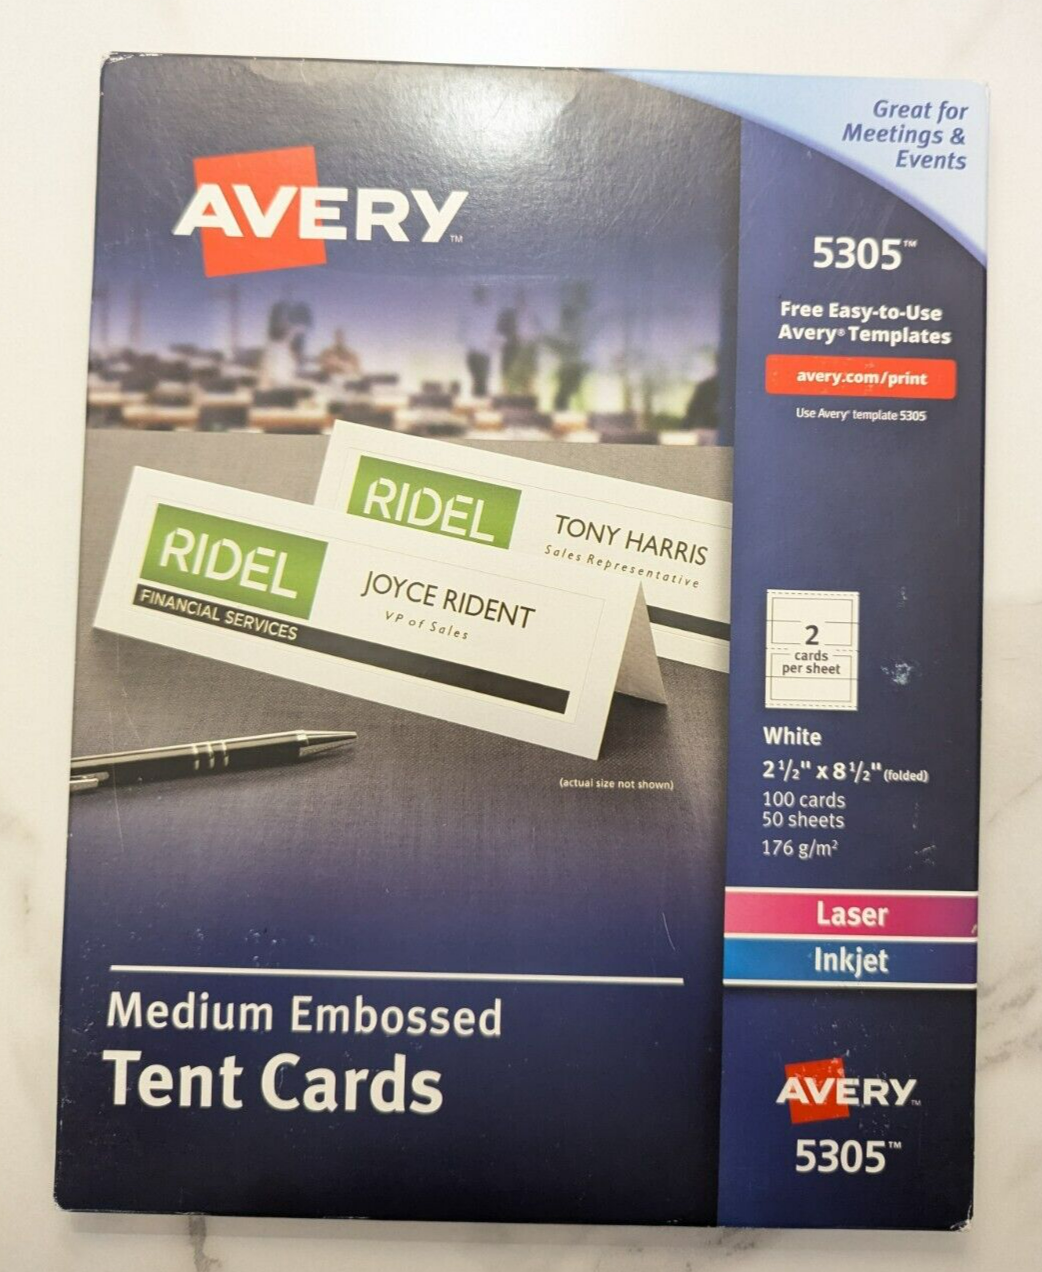 Great for
Meetings &
Events
AVERY™
5305™
Free Easy-to-Use
Avery® Templates
avery.com/print
Use Avery® template 5305
RIDEL
TONY HARRIS
Sales Representative
RIDEL
FINANCIAL SERVICES
JOYCE RIDENT
VP of Sales
(actual size not shown)
2
cards
per sheet
White
2 1/2" x 8 1/2" (folded)
100 cards
50 sheets
176 g/m²
Laser
Inkjet
Medium Embossed
Tent Cards
AVERY™
5305™